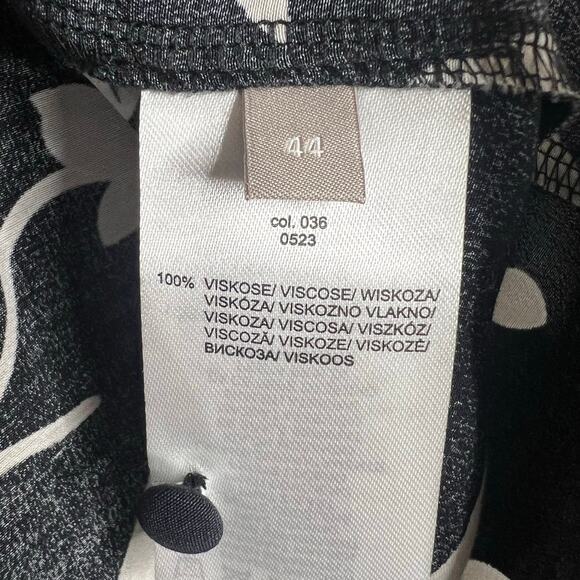 44
col. 036
0523
100% VISKOSE/ VISCOSE/ WISKOZA/
VISKÓZA/ VISKOZNO VLAKNO/
VISKOZA/ VISCOSA/ VISZKÓZ/
VISCOZĂ/ VISKOZE/ VISKOZĖ/
ВИСКОЗА/ VISKOOS